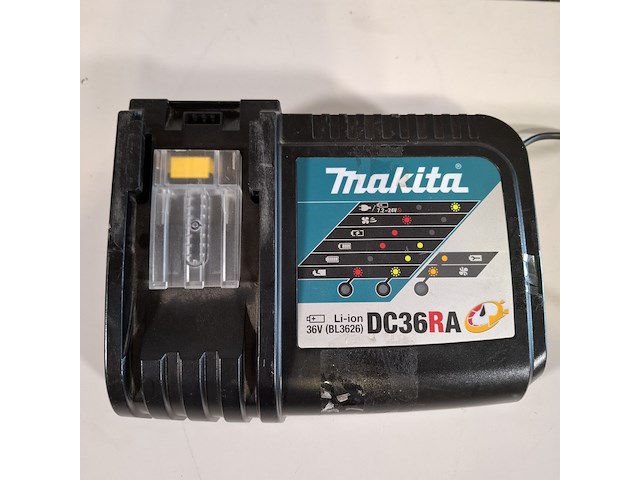 makita®
7.2-24V
Li-ion
36V (BL3626) DC36RA